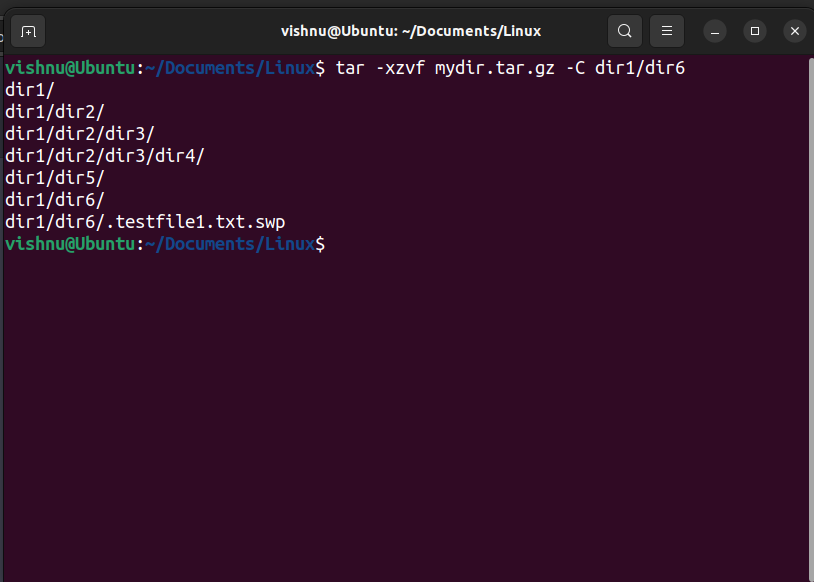 vishnu@Ubuntu: ~/Documents/Linux
vishnu@Ubuntu:~/Documents/Linux$ tar -xzvf mydir.tar.gz -C dir1/dir6
dir1/
dir1/dir2/
dir1/dir2/dir3/
dir1/dir2/dir3/dir4/
dir1/dir5/
dir1/dir6/
dir1/dir6/.testfile1.txt.swp
vishnu@Ubuntu:~/Documents/Linux$